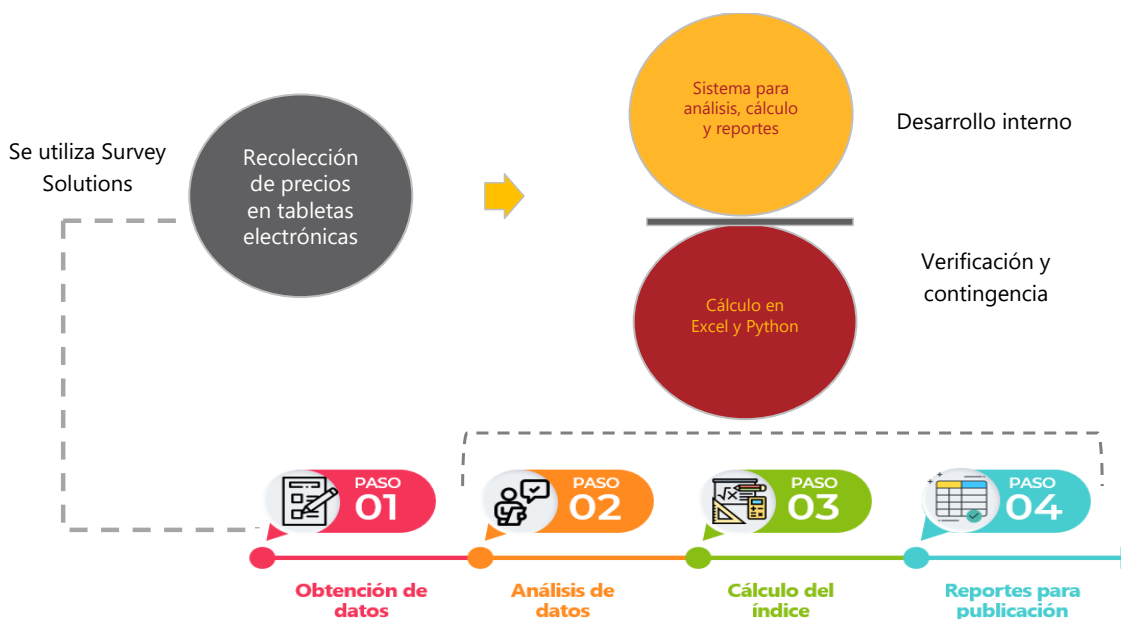 Se utiliza Survey
Solutions
Recolección
de precios
en tabletas
electrónicas
Sistema para
análisis, cálculo
y reportes
Desarrollo interno
Cálculo en
Excel y Python
Verificación y
contingencia
PASO
01
PASO
02
PASO
03
PASO
04
Obtención de
datos
Análisis de
datos
Cálculo del
índice
Reportes para
publicación